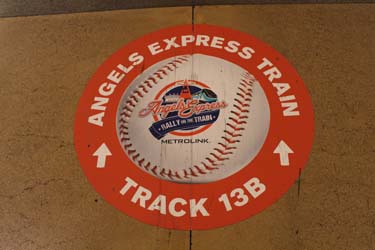 ANGELS EXPRESS TRAIN
Angels Express
RALLY ON THE TRAIN
METROLINK.
TRACK 13B